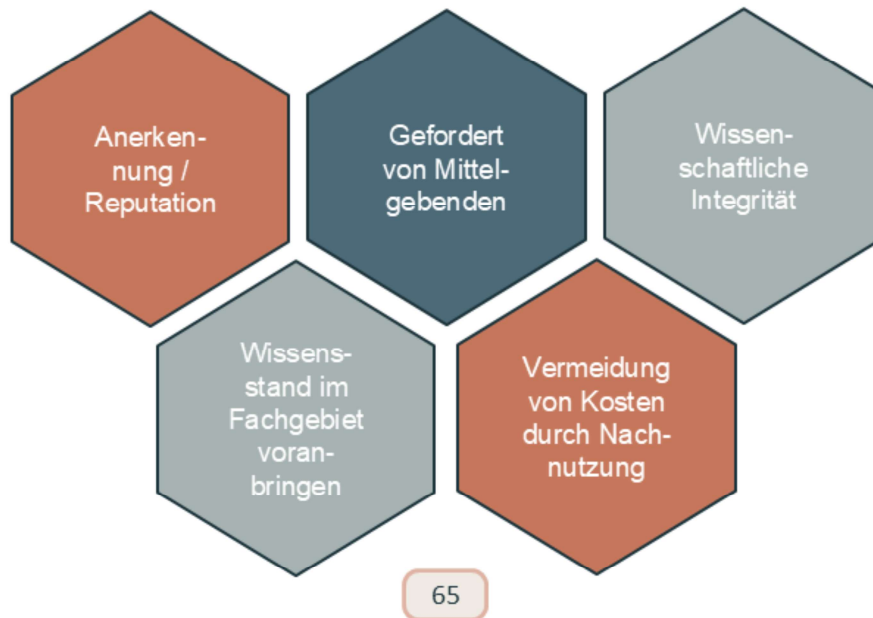 Anerken-
nung /
Reputation
Gefordert
von Mittel-
gebenden
Wissen-
schaftliche
Integrität
Wissens-
stand im
Fachgebiet
voran-
bringen
Vermeidung
von Kosten
durch Nach-
nutzung
65